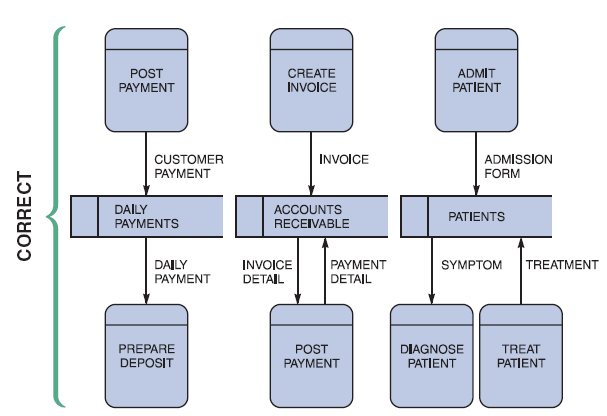 CORRECT
POST
PAYMENT
CREATE
INVOICE
ADMIT
PATIENT
CUSTOMER
PAYMENT
INVOICE
ADMISSION
FORM
DAILY
PAYMENTS
ACCOUNTS
RECEIVABLE
PATIENTS
DAILY
PAYMENT
INVOICE
DETAIL
PAYMENT
DETAIL
SYMPTOM
TREATMENT
PREPARE
DEPOSIT
POST
PAYMENT
DIAGNOSE
PATIENT
TREAT
PATIENT